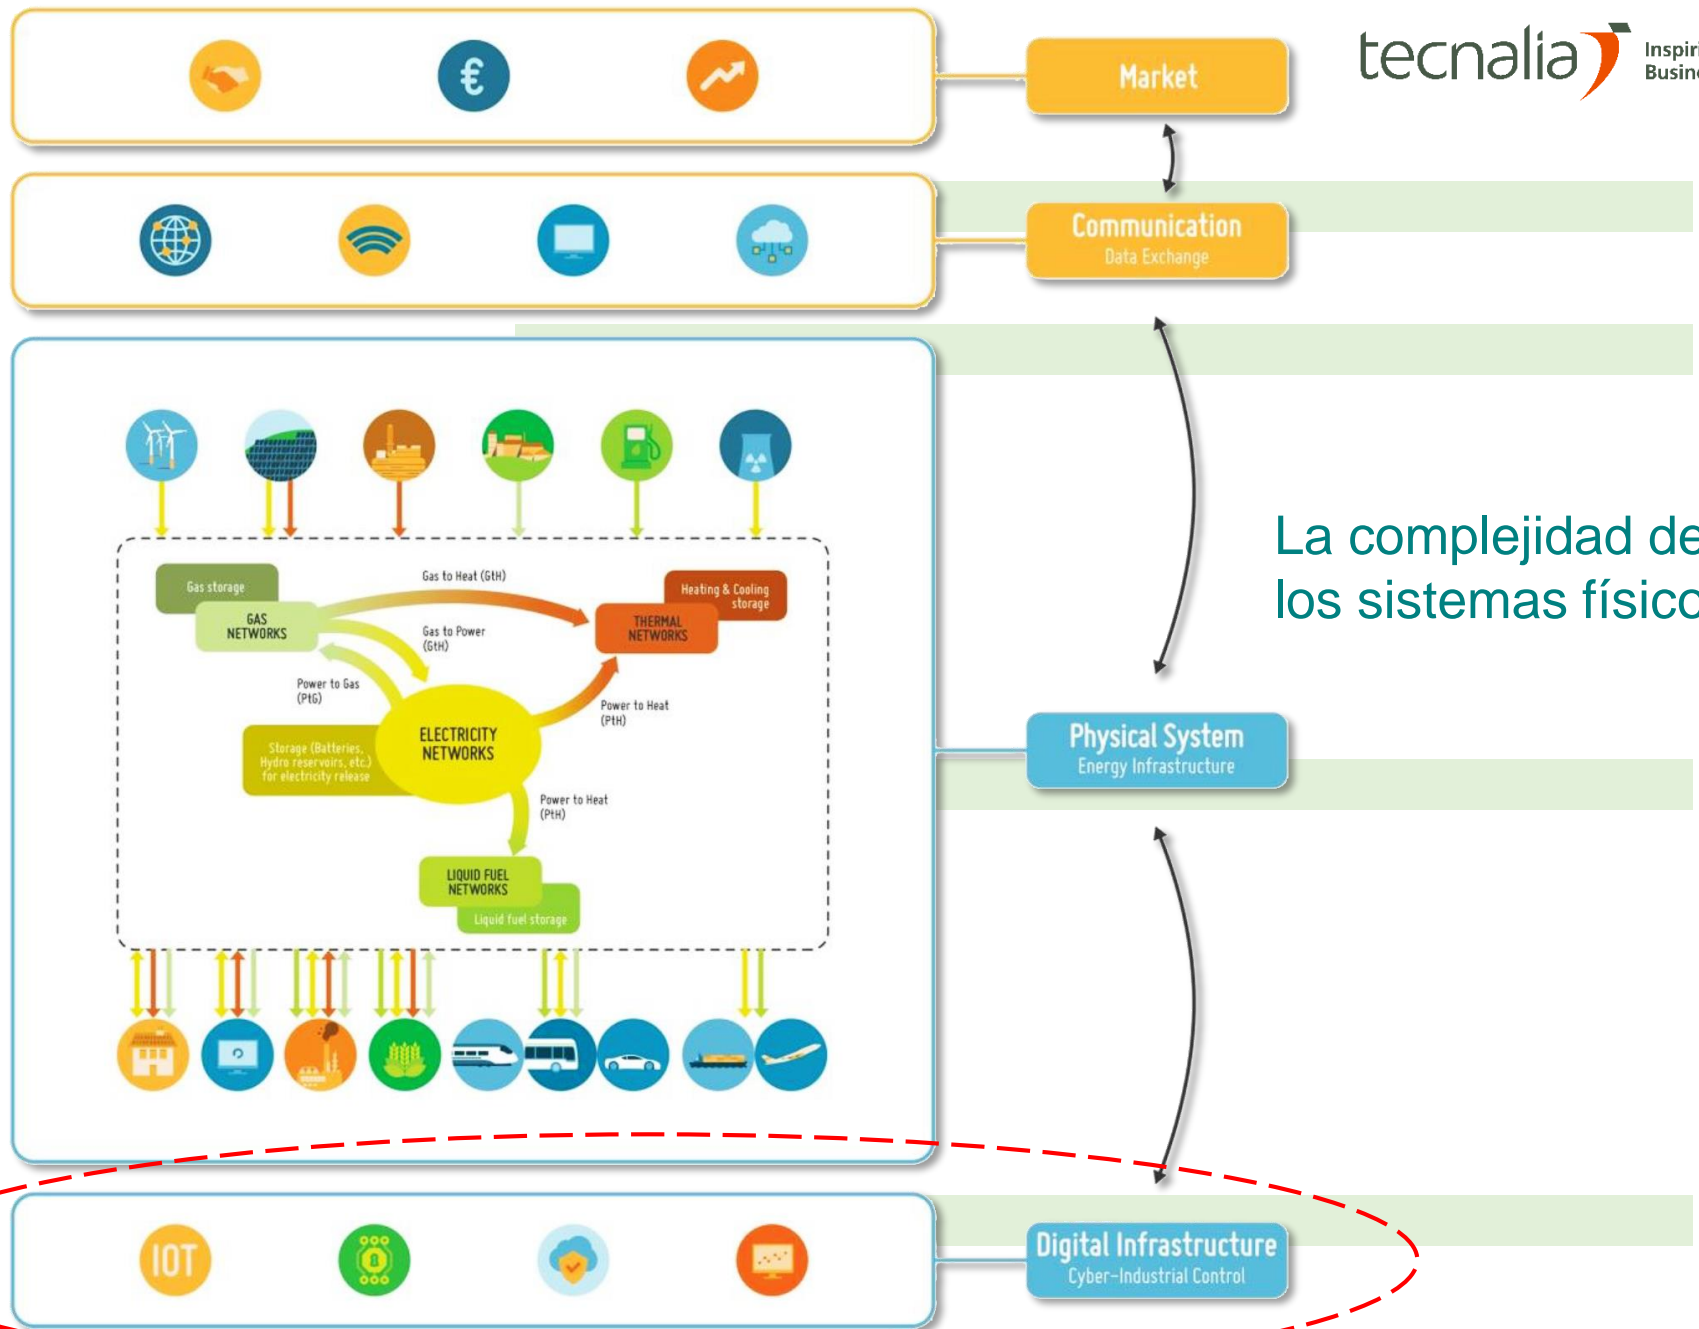 Market
tecnalia
Communication
Data Exchange
Gas storage
GAS
NETWORKS
Gas to Heat (GtH)
Heating & Cooling
storage
THERMAL
NETWORKS
Gas to Power
(GtH)
Power to Gas
(PtG)
Power to Heat
(PtH)
ELECTRICITY
NETWORKS
Storage (Batteries,
Hydro reservoirs, etc.)
for electricity release
Power to Heat
(PtH)
LIQUID FUEL
NETWORKS
Liquid fuel storage
La complejidad de
los sistemas físico
Physical System
Energy Infrastructure
IOT
Digital Infrastructure
Cyber-Industrial Control